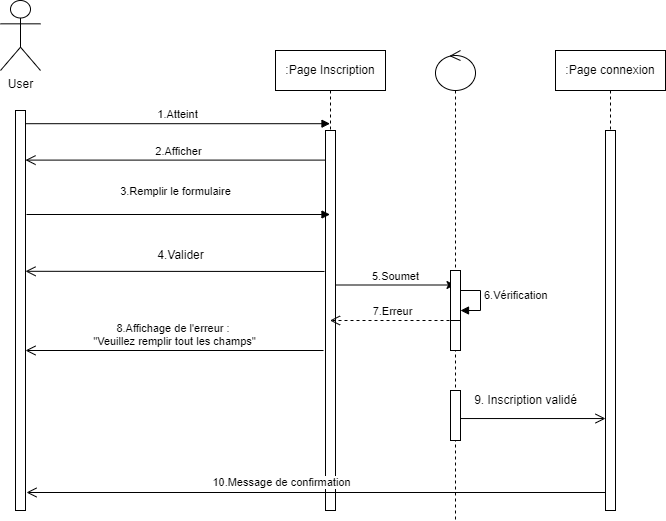 User
:Page Inscription
:Page connexion
1.Atteint
2.Afficher
3.Remplir le formulaire
4.Valider
5.Soumet
6.Vérification
7.Erreur
8.Affichage de l'erreur :
"Veuillez remplir tout les champs"
9. Inscription validé
10.Message de confirmation